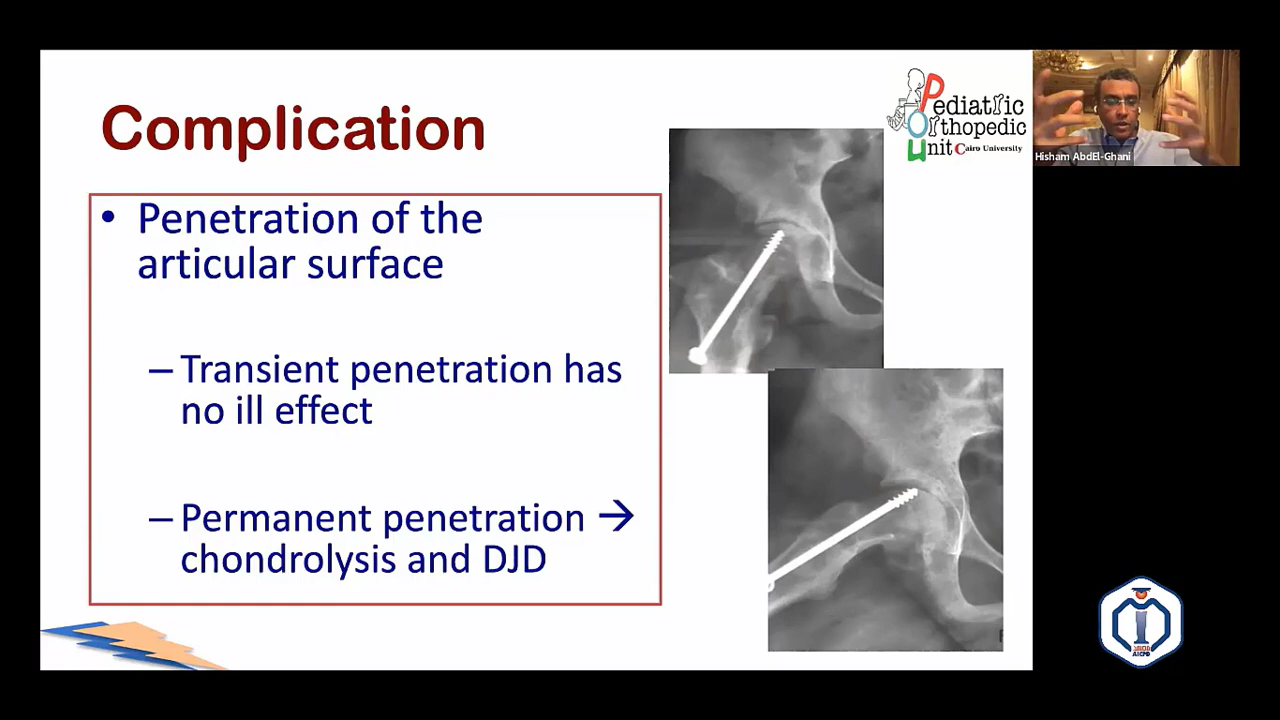 Complication
Pediatric
Orthopedic
Unit Cairo University
Hisham AbdEl-Ghani
• Penetration of the
articular surface
– Transient penetration has
no ill effect
– Permanent penetration →
chondrolysis and DJD